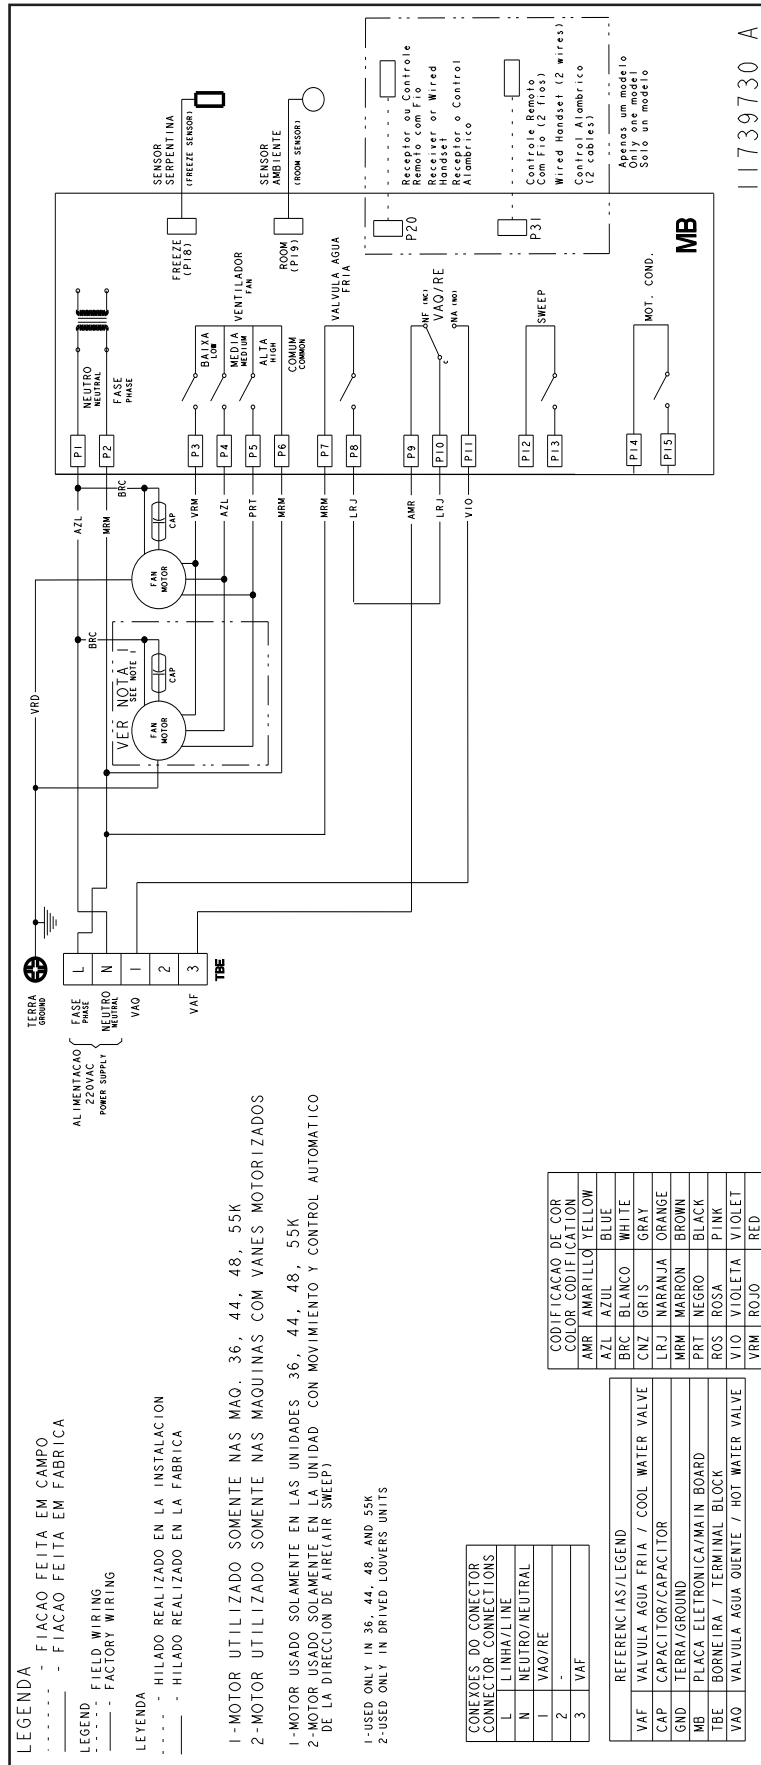 LEGENDA
- FIACAO FEITA EM CAMPO
- FIACAO FEITA EM FABRICA
LEGEND
- FIELD WIRING
- FACTORY WIRING
LEYENDA
- HILADO REALIZADO EN LA INSTALACION
- HILADO REALIZADO EN LA FABRICA
1-MOTOR UTILIZADO SOMENTE NAS MAQ. 36, 44, 48, 55K
2-MOTOR UTILIZADO SOMENTE NAS MAQUINAS COM VANES MOTORIZADOS
1-MOTOR USADO SOLAMENTE EN LAS UNIDADES 36, 44, 48, 55K
2-MOTOR USADO SOLAMENTE EN LA UNIDAD CON MOVIMIENTO Y CONTROL AUTOMATICO
DE LA DIRECCION DE AIRE(AIR SWEEP)
1-USED ONLY IN 36, 44, 48, AND 55K
2-USED ONLY IN DRIVED LOUVERS UNITS
CONEXOES DO CONECTOR
CONNECTOR CONNECTIONS
L LINHA/LINE
N NEUTRO/NEUTRAL
1 VAQ/RE
2 -
3 VAF
REFERENCIAS/LEGEND
VAF VALVULA AGUA FRIA / COOL WATER VALVE
CAP CAPACITOR/CAPACITOR
GND TERRA/GROUND
MB PLACA ELETRONICA/MAIN BOARD
TBE BORNEIRA / TERMINAL BLOCK
VAQ VALVULA AGUA QUENTE / HOT WATER VALVE
CODIFICACAO DE COR
COLOR CODIFICATION
AMR AMARILLO YELLOW
AZL AZUL BLUE
BRC BLANCO WHITE
CNZ GRIS GRAY
LRJ NARANJA ORANGE
MRM MARRON BROWN
PRT NEGRO BLACK
ROS ROSA PINK
VIO VIOLETA VIOLET
VRM ROJO RED
TERRA
GROUND
ALIMENTACAO
220VAC
POWER SUPPLY
FASE
PHASE
NEUTRO
NEUTRAL
VAQ
VAF
L
N
1
2
3
TBE
VRD
VER NOTA 1
SEE NOTE 1
FAN
MOTOR
CAP
BRC
FAN
MOTOR
CAP
BRC
AZL
MRM
VRM
AZL
PRT
MRM
MRM
LRJ
AMR
LRJ
VIO
P1
P2
P3
P4
P5
P6
P7
P8
P9
P10
P11
P12
P13
P14
P15
NEUTRO
NEUTRAL
FASE
PHASE
BAIXA
LOW
MEDIA
MEDIUM
ALTA
HIGH
COMUM
COMMON
VENTILADOR
FAN
VALVULA AGUA
FRIA
NF (NC)
VAQ/RE
NA (NO)
C
SWEEP
MOT. COND.
MB
FREEZE
(P18)
SENSOR
SERPENTINA
(FREEZE SENSOR)
ROOM
(P19)
SENSOR
AMBIENTE
(ROOM SENSOR)
P20
Receptor ou Controle
Remoto com Fio
Receiver or Wired
Handset
Receptor o Control
Alambrico
P31
Controle Remoto
Com Fio (2 fios)
Wired Handset (2 wires)
Control Alambrico
(2 cables)
Apenas um modelo
Only one model
Solo un modelo
11739730 A